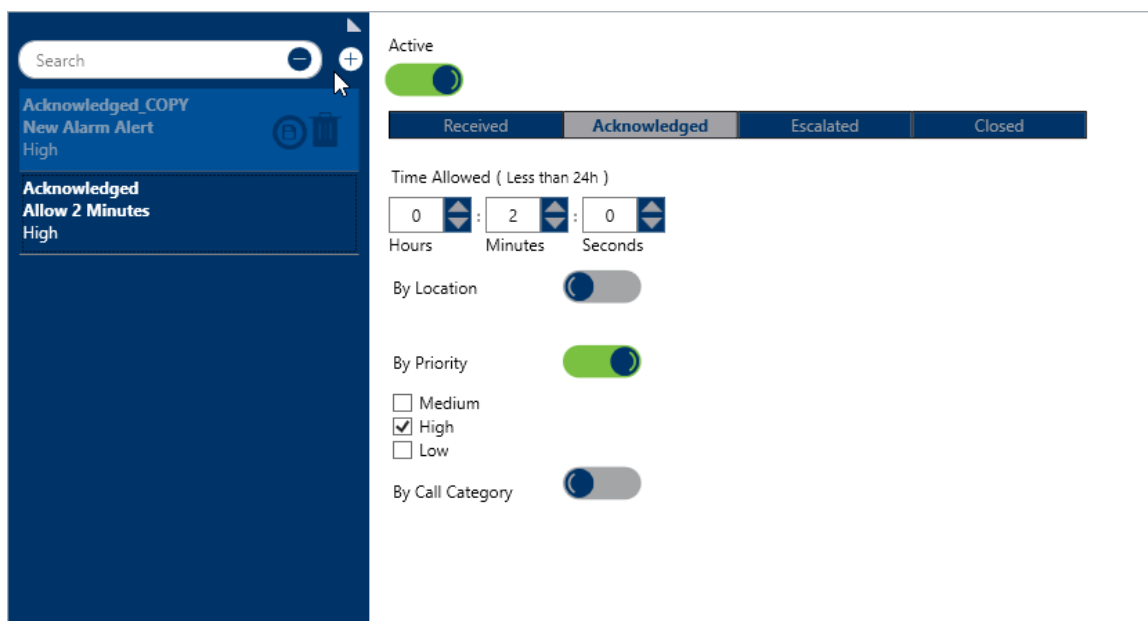 Search
Acknowledged_COPY
New Alarm Alert
High
Acknowledged
Allow 2 Minutes
High
Active
Received Acknowledged Escalated Closed
Time Allowed ( Less than 24h )
0 : 2 : 0
Hours Minutes Seconds
By Location
By Priority
Medium
High
Low
By Call Category